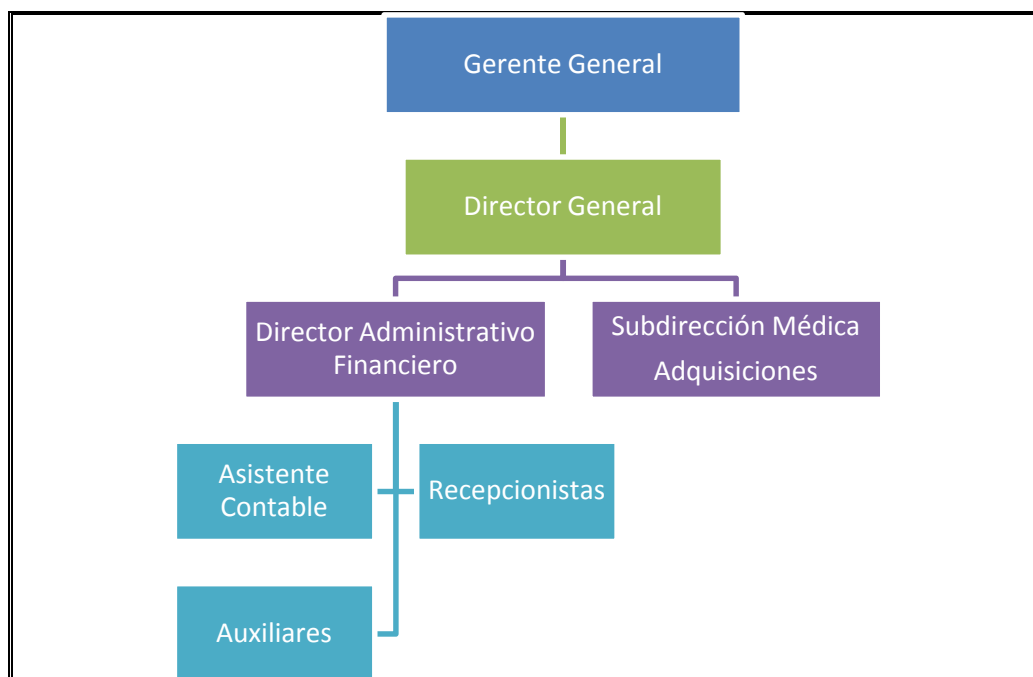 Gerente General
Director General
Director Administrativo
Financiero
Subdirección Médica
Adquisiciones
Asistente
Contable
Recepcionistas
Auxiliares